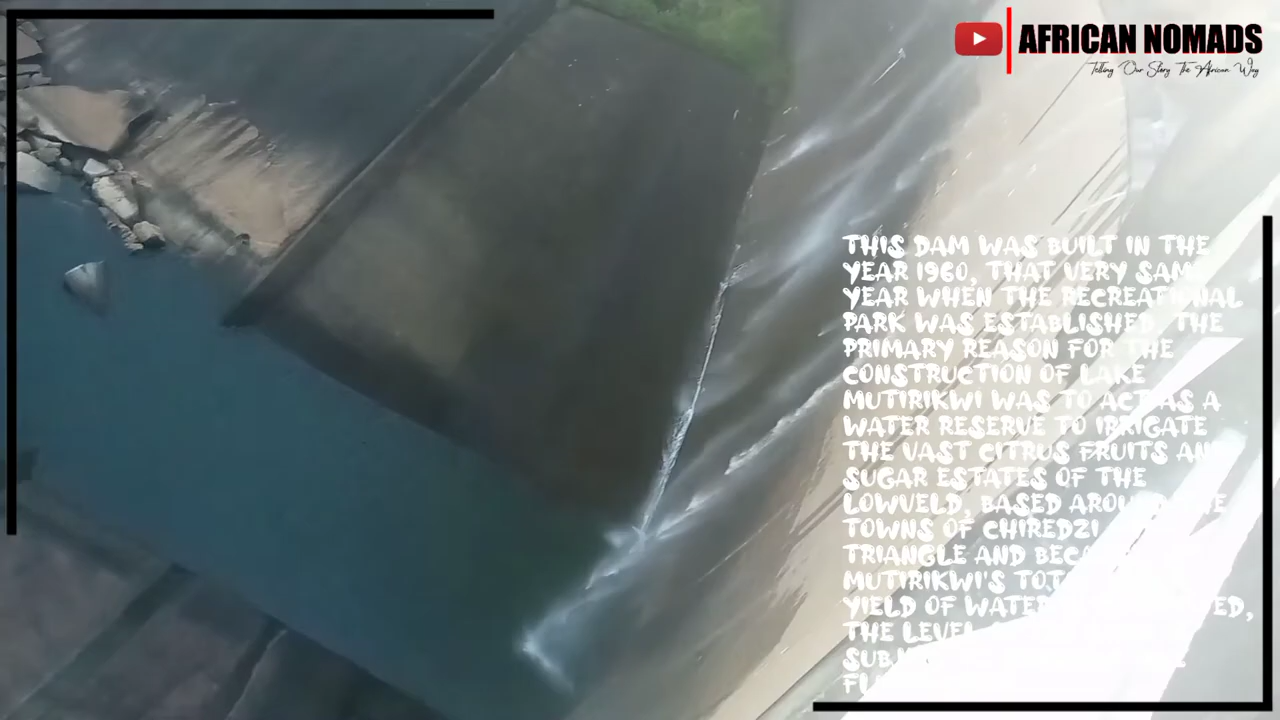 AFRICAN NOMADS
Telling Our Story The African Way
THIS DAM WAS BUILT IN THE
YEAR 1960, THAT VERY SAME
YEAR WHEN THE RECREATIONAL
PARK WAS ESTABLISHED. THE
PRIMARY REASON FOR THE
CONSTRUCTION OF LAKE
MUTIRIKWI WAS TO ACT AS A
WATER RESERVE TO IRRIGATE
THE VAST CITRUS FRUITS AND
SUGAR ESTATES OF THE
LOWVELD, BASED AROUND THE
TOWNS OF CHIREDZI
TRIANGLE AND
MUTIRIKWI'S
YIELD OF WATER
THE LEVEL